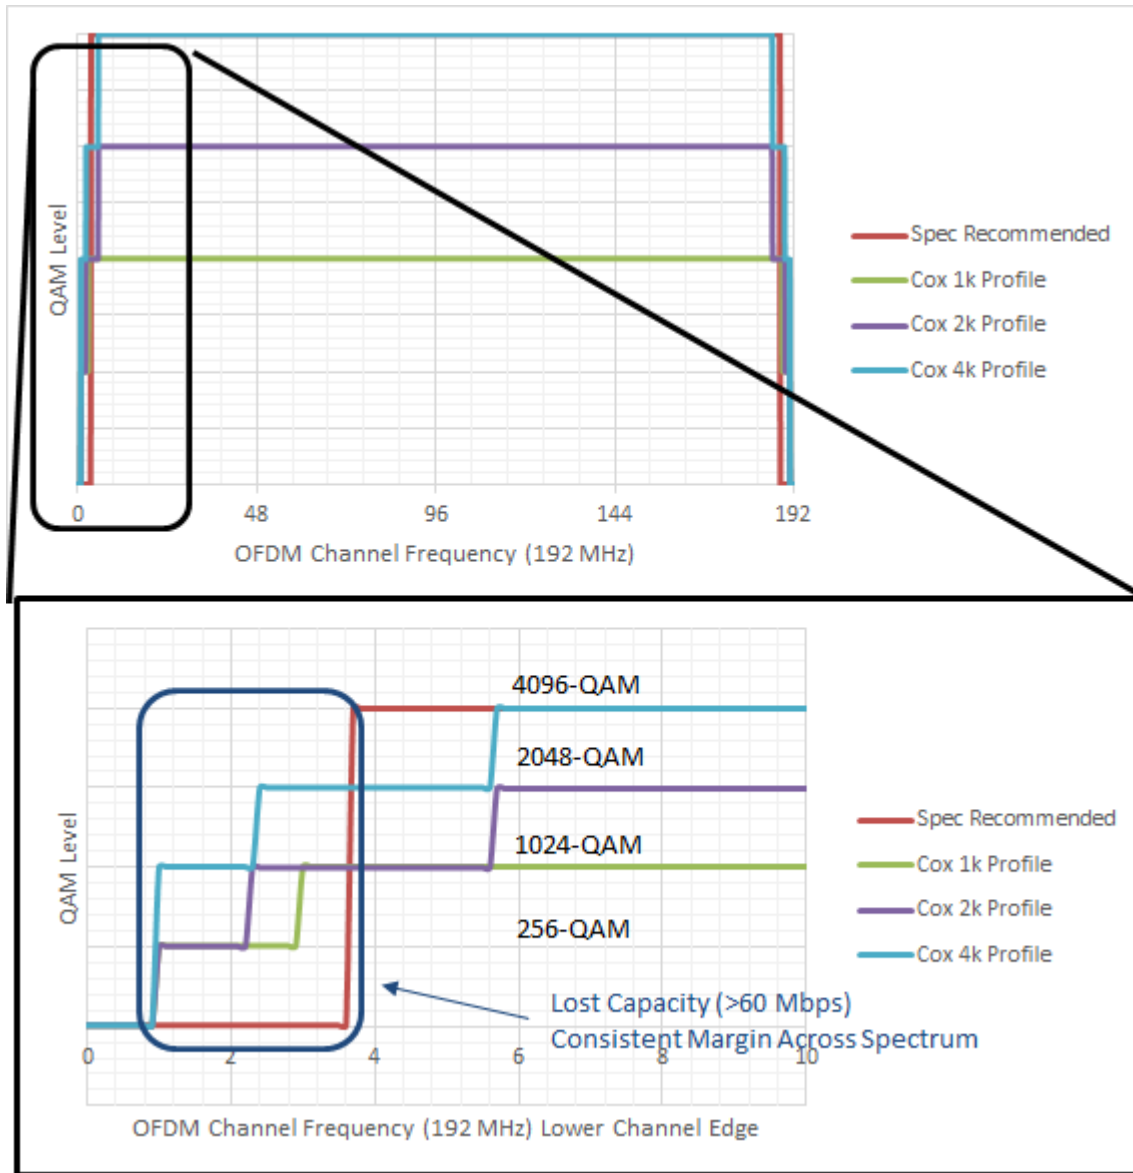 QAM Level
Spec Recommended
Cox 1k Profile
Cox 2k Profile
Cox 4k Profile
0 48 96 144 192
OFDM Channel Frequency (192 MHz)
4096-QAM
2048-QAM
1024-QAM
256-QAM
QAM Level
Spec Recommended
Cox 1k Profile
Cox 2k Profile
Cox 4k Profile
Lost Capacity (>60 Mbps)
Consistent Margin Across Spectrum
0 2 4 6 8 10
OFDM Channel Frequency (192 MHz) Lower Channel Edge